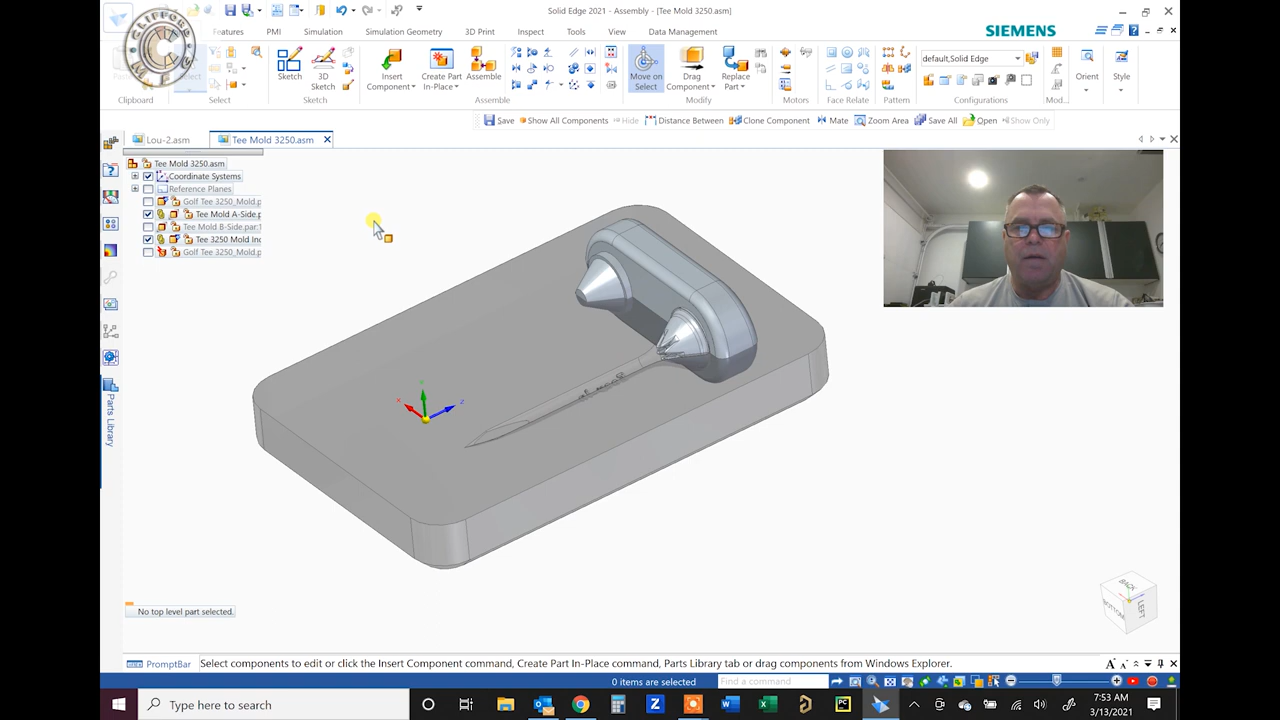 Solid Edge 2021 - Assembly - [Tee Mold 3250.asm]
Features PMI Simulation Simulation Geometry 3D Print Inspect Tools View Data Management
SIEMENS
CLIFFORD
Select
Sketch
3D Sketch
Insert Component
Create Part In-Place
Assemble
Move on Select
Drag Component
Replace Part
default,Solid Edge
Orient
Style
Clipboard Select Sketch Assemble Modify Motors Face Relate Pattern Configurations Mod...
Save Show All Components Hide Distance Between Clone Component Mate Zoom Area Save All Open Show Only
Lou-2.asm Tee Mold 3250.asm
Tee Mold 3250.asm
Coordinate Systems
Reference Planes
Golf Tee 3250_Mold.p
Tee Mold A-Side.p
Tee Mold B-Side.par:1
Tee 3250 Mold Inc
Golf Tee 3250_Mold.p
Parts Library
BACK
BOTTOM
LEFT
No top level part selected.
PromptBar Select components to edit or click the Insert Component command, Create Part In-Place command, Parts Library tab or drag components from Windows Explorer.
0 items are selected Find a command
Type here to search
7:53 AM
3/13/2021